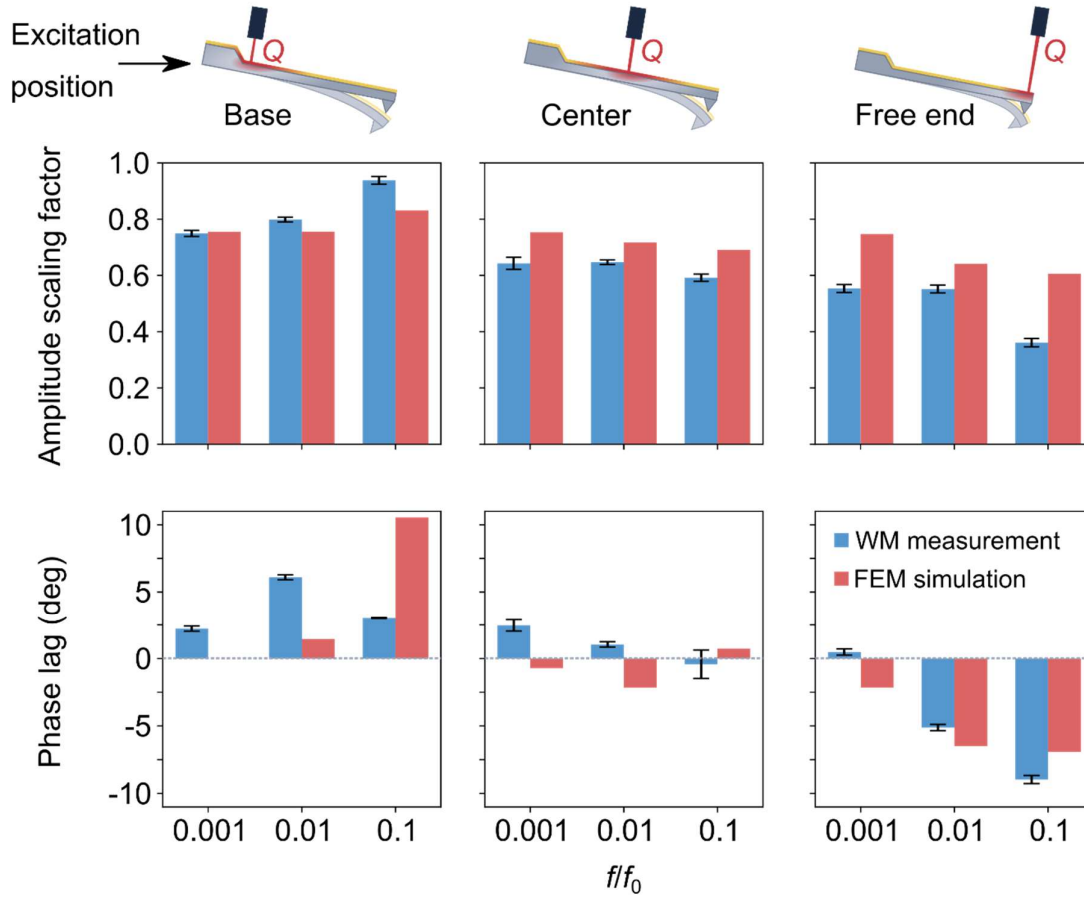 Excitation
position
Q
Q
Q
Base
Center
Free end
Amplitude scaling factor
1.0
0.8
0.6
0.4
0.2
0.0
Phase lag (deg)
10
5
0
-5
-10
WM measurement
FEM simulation
0.001 0.01 0.1
0.001 0.01 0.1
0.001 0.01 0.1
f/f₀